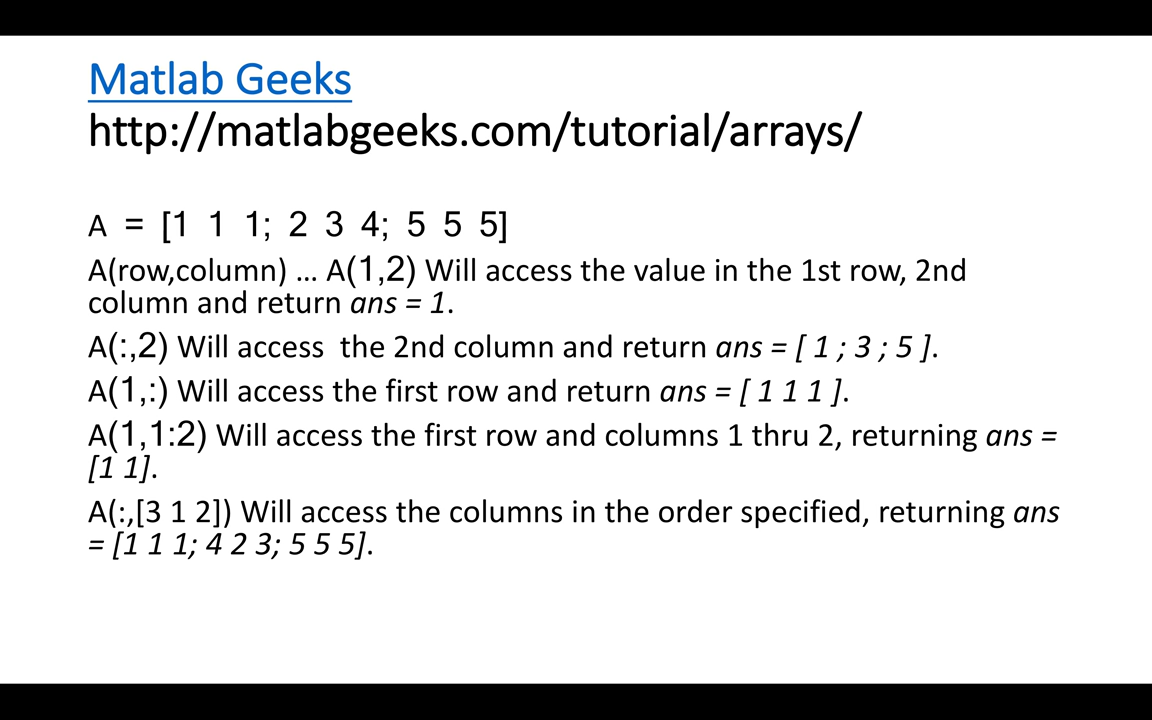 Matlab Geeks
http://matlabgeeks.com/tutorial/arrays/
A = [1 1 1; 2 3 4; 5 5 5]
A(row,column) … A(1,2) Will access the value in the 1st row, 2nd
column and return ans = 1.
A(:,2) Will access the 2nd column and return ans = [ 1 ; 3 ; 5 ].
A(1,:) Will access the first row and return ans = [ 1 1 1 ].
A(1,1:2) Will access the first row and columns 1 thru 2, returning ans =
[1 1].
A(:,[3 1 2]) Will access the columns in the order specified, returning ans
= [1 1 1; 4 2 3; 5 5 5].